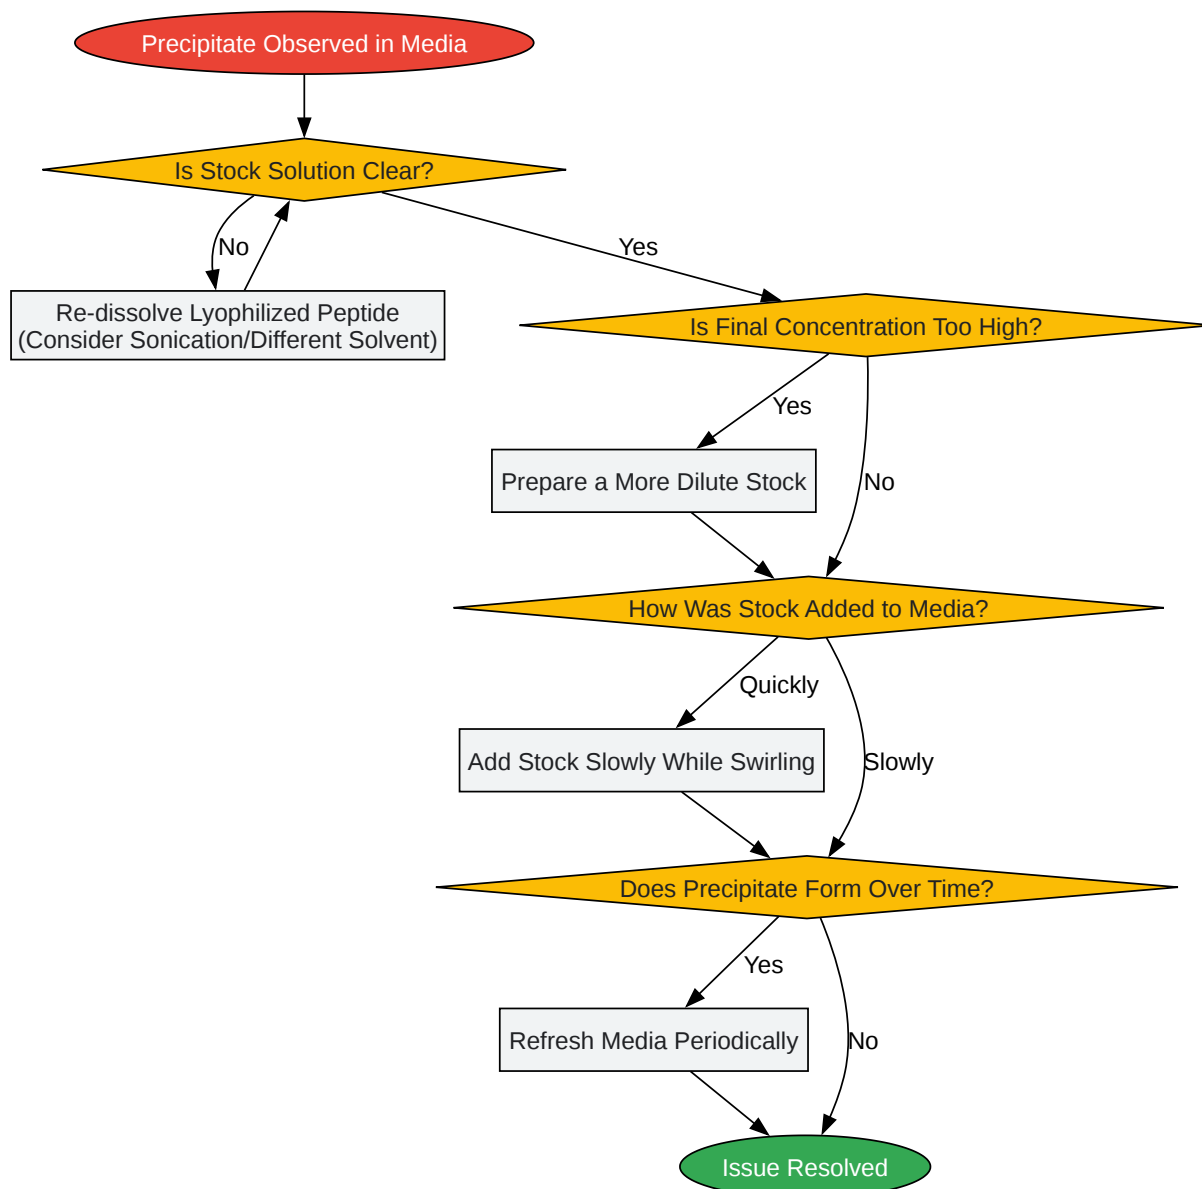 Precipitate Observed in Media
Is Stock Solution Clear?
No
Yes
Re-dissolve Lyophilized Peptide
(Consider Sonication/Different Solvent)
Is Final Concentration Too High?
Yes
Prepare a More Dilute Stock
No
How Was Stock Added to Media?
Quickly
Add Stock Slowly While Swirling
Slowly
Does Precipitate Form Over Time?
Yes
Refresh Media Periodically
No
Issue Resolved